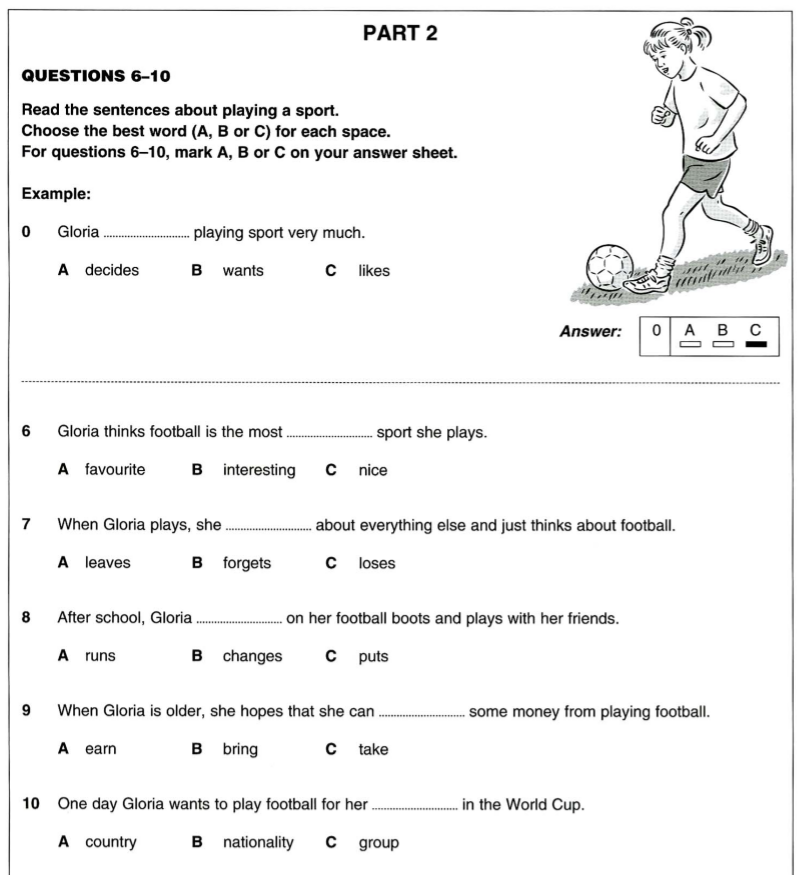 PART 2
QUESTIONS 6–10
Read the sentences about playing a sport.
Choose the best word (A, B or C) for each space.
For questions 6–10, mark A, B or C on your answer sheet.
Example:
0 Gloria ............................ playing sport very much.
A decides B wants C likes
Answer: 0 A B C
6 Gloria thinks football is the most ............................ sport she plays.
A favourite B interesting C nice
7 When Gloria plays, she ............................ about everything else and just thinks about football.
A leaves B forgets C loses
8 After school, Gloria ............................ on her football boots and plays with her friends.
A runs B changes C puts
9 When Gloria is older, she hopes that she can ............................ some money from playing football.
A earn B bring C take
10 One day Gloria wants to play football for her ............................ in the World Cup.
A country B nationality C group